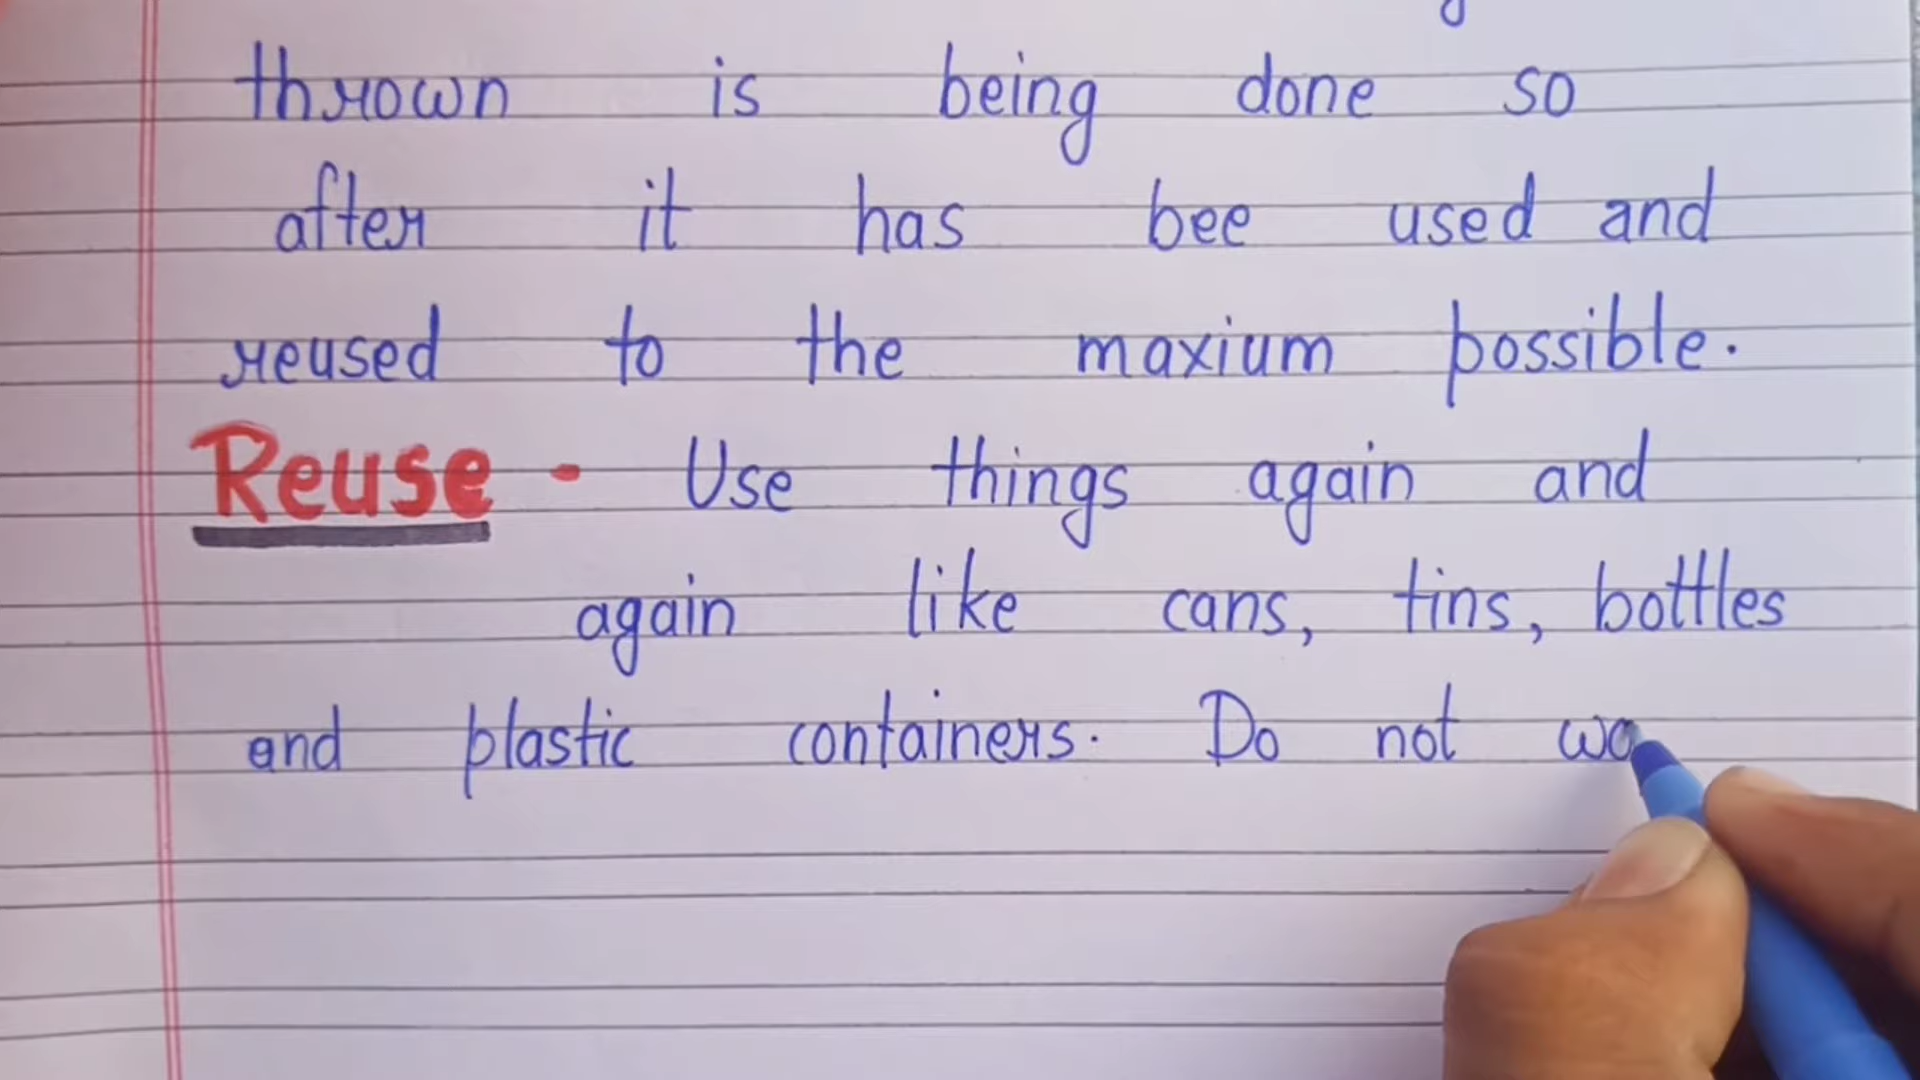 thrown is being done so
after it has bee used and
reused to the maxium possible.
Reuse - Use things again and
again like cans, tins, bottles
and plastic containers. Do not wa